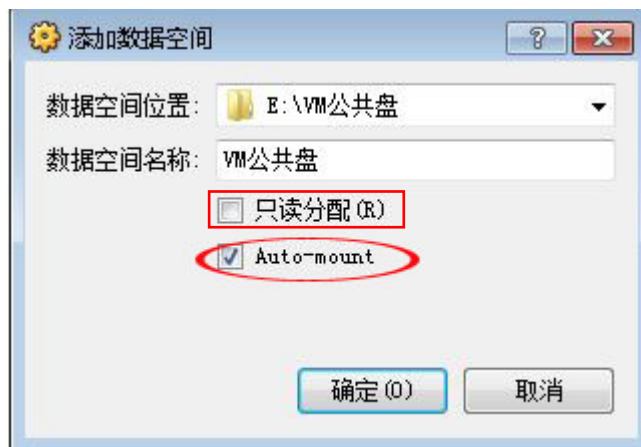 添加数据空间
?
数据空间位置: E:\VM公共盘
数据空间名称: VM公共盘
只读分配(R)
Auto-mount
确定(O) 取消